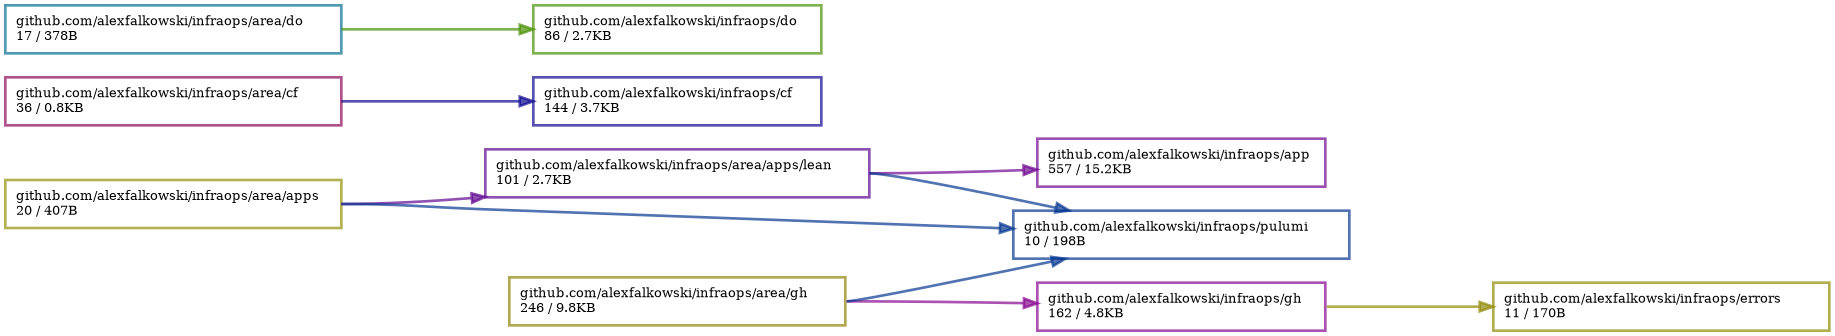 github.com/alexfalkowski/infraops/area/do
17 / 378B
github.com/alexfalkowski/infraops/do
86 / 2.7KB
github.com/alexfalkowski/infraops/area/cf
36 / 0.8KB
github.com/alexfalkowski/infraops/cf
144 / 3.7KB
github.com/alexfalkowski/infraops/area/apps
20 / 407B
github.com/alexfalkowski/infraops/area/apps/lean
101 / 2.7KB
github.com/alexfalkowski/infraops/app
557 / 15.2KB
github.com/alexfalkowski/infraops/pulumi
10 / 198B
github.com/alexfalkowski/infraops/area/gh
246 / 9.8KB
github.com/alexfalkowski/infraops/gh
162 / 4.8KB
github.com/alexfalkowski/infraops/errors
11 / 170B